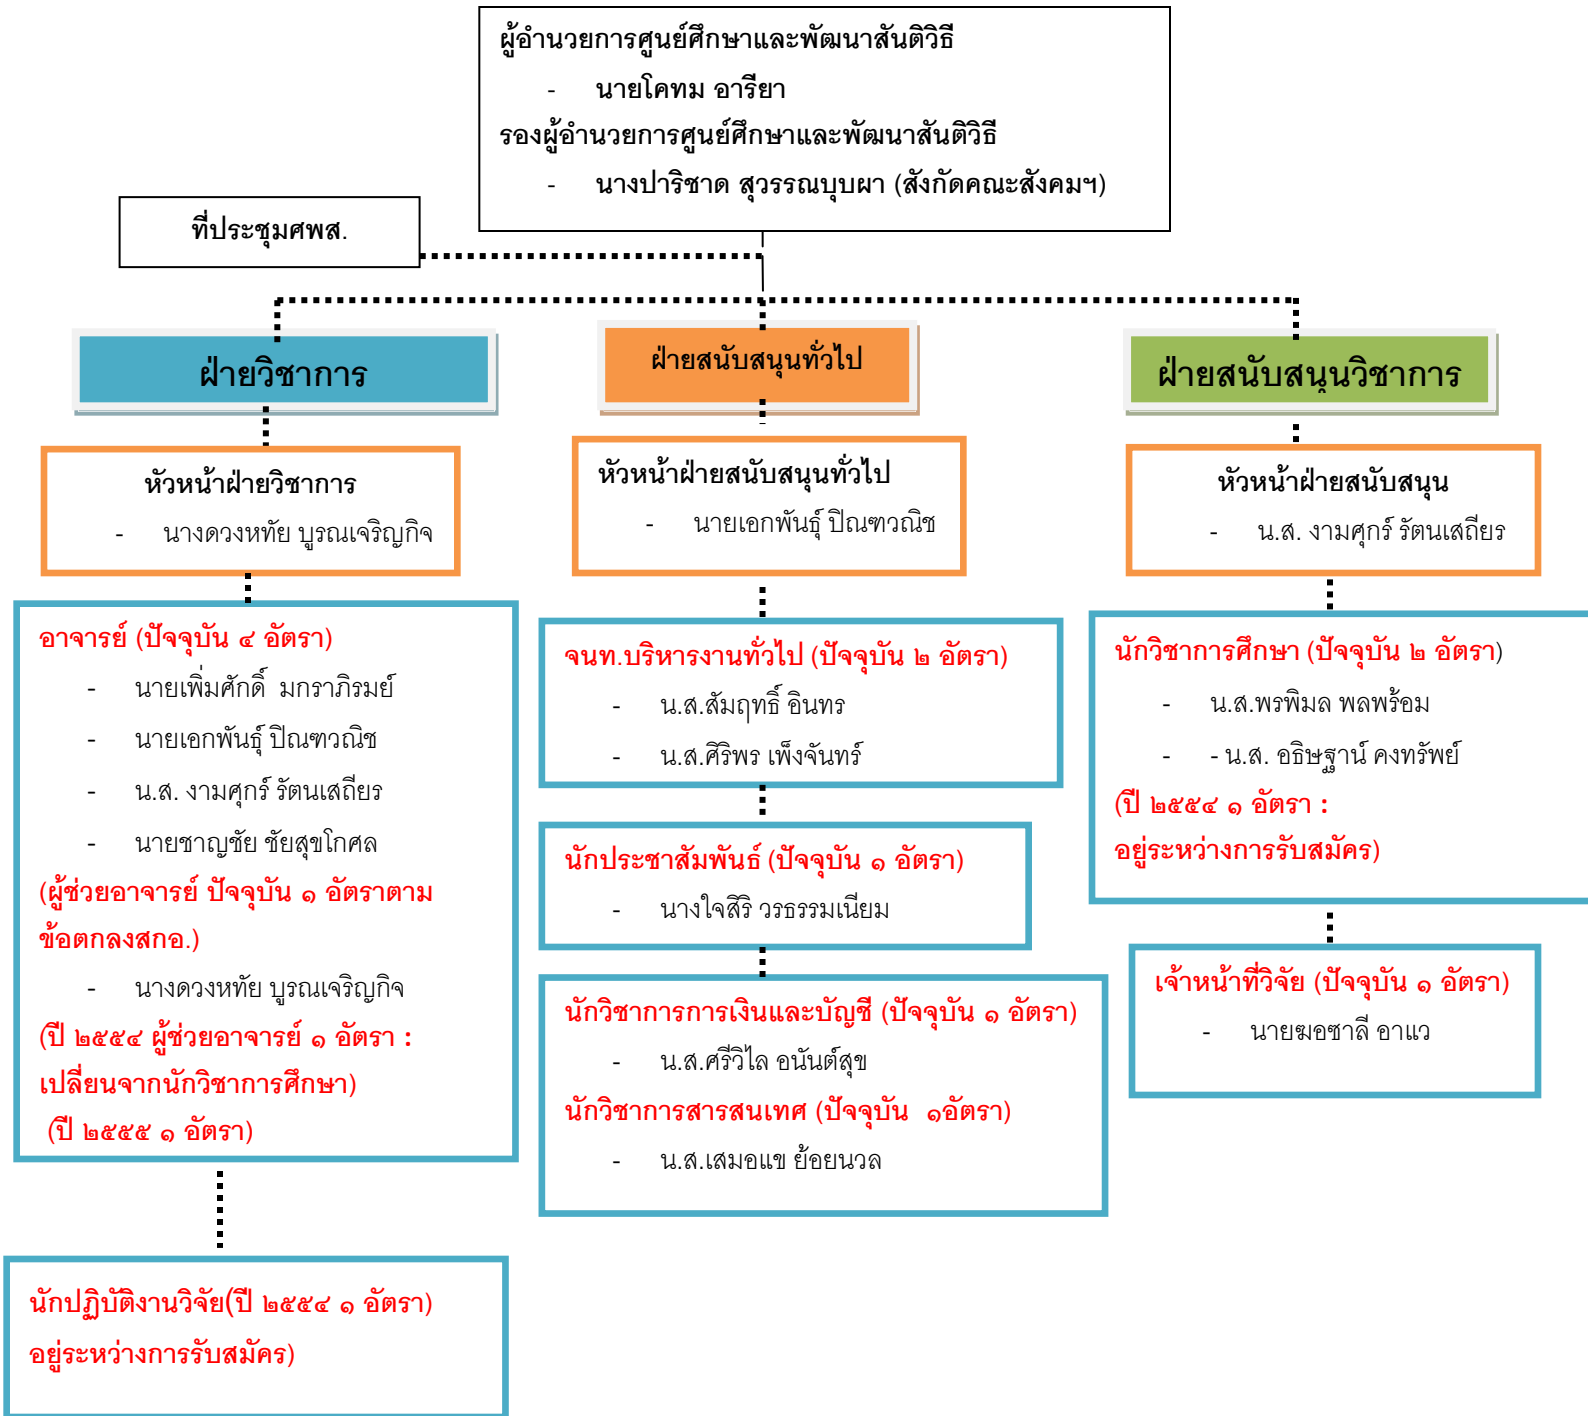 ผู้อำนวยการศูนย์ศึกษาและพัฒนาสันติวิธี
- นายโคทม อารียา
รองผู้อำนวยการศูนย์ศึกษาและพัฒนาสันติวิธี
- นางปาริชาด สุวรรณบุบผา (สังกัดคณะสังคมฯ)
ที่ประชุมศพส.
ฝ่ายวิชาการ
หัวหน้าฝ่ายวิชาการ
- นางดวงหทัย บูรณเจริญกิจ
อาจารย์ (ปัจจุบัน ๔ อัตรา)
- นายเพิ่มศักดิ์ มกราภิรมย์
- นายเอกพันธุ์ ปิณฑวณิช
- น.ส. งามศุกร์ รัตนเสถียร
- นายชาญชัย ชัยสุขโกศล
(ผู้ช่วยอาจารย์ ปัจจุบัน ๑ อัตราตาม
ข้อตกลงสกอ.)
- นางดวงหทัย บูรณเจริญกิจ
(ปี ๒๕๕๔ ผู้ช่วยอาจารย์ ๑ อัตรา :
เปลี่ยนจากนักวิชาการศึกษา)
(ปี ๒๕๕๕ ๑ อัตรา)
นักปฏิบัติงานวิจัย(ปี ๒๕๕๔ ๑ อัตรา)
อยู่ระหว่างการรับสมัคร)
ฝ่ายสนับสนุนทั่วไป
หัวหน้าฝ่ายสนับสนุนทั่วไป
- นายเอกพันธุ์ ปิณฑวณิช
จนท.บริหารงานทั่วไป (ปัจจุบัน ๒ อัตรา)
- น.ส.สัมฤทธิ์ อินทร
- น.ส.ศิริพร เพ็งจันทร์
นักประชาสัมพันธ์ (ปัจจุบัน ๑ อัตรา)
- นางใจสิริ วรธรรมเนียม
นักวิชาการการเงินและบัญชี (ปัจจุบัน ๑ อัตรา)
- น.ส.ศรีวิไล อนันต์สุข
นักวิชาการสารสนเทศ (ปัจจุบัน ๑อัตรา)
- น.ส.เสมอแข ย้อยนวล
ฝ่ายสนับสนุนวิชาการ
หัวหน้าฝ่ายสนับสนุน
- น.ส. งามศุกร์ รัตนเสถียร
นักวิชาการศึกษา (ปัจจุบัน ๒ อัตรา)
- น.ส.พรพิมล พลพร้อม
- - น.ส. อธิษฐาน์ คงทรัพย์
(ปี ๒๕๕๔ ๑ อัตรา :
อยู่ระหว่างการรับสมัคร)
เจ้าหน้าที่วิจัย (ปัจจุบัน ๑ อัตรา)
- นายฆอซาลี อาแว